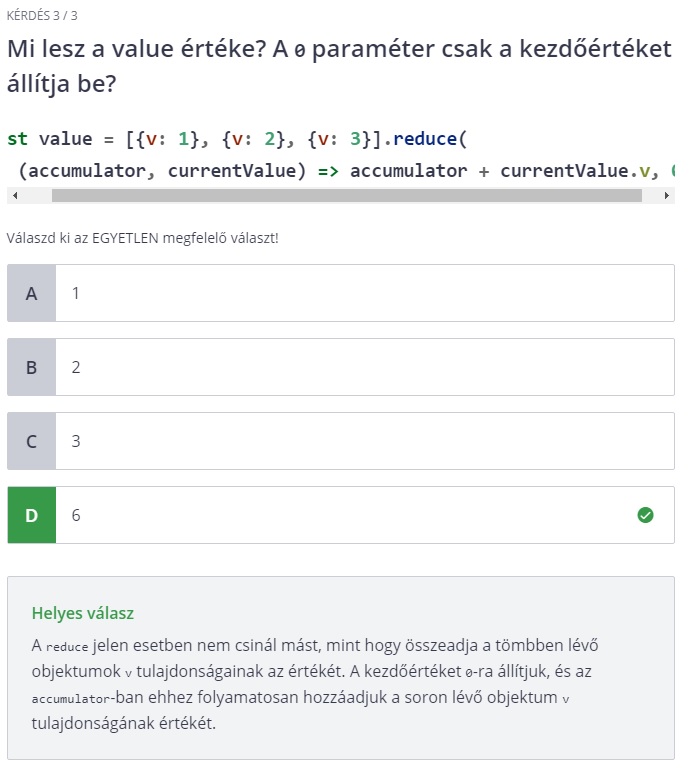 KÉRDÉS 3 / 3
Mi lesz a value értéke? A 0 paraméter csak a kezdőértéket
állítja be?
st value = [{v: 1}, {v: 2}, {v: 3}].reduce(
(accumulator, currentValue) => accumulator + currentValue.v,
Válaszd ki az EGYETLEN megfelelő választ!
A 1
B 2
C 3
D 6
Helyes válasz
A reduce jelen esetben nem csinál mást, mint hogy összeadja a tömbben lévő
objektumok v tulajdonságainak az értékét. A kezdőértéket 0-ra állítjuk, és az
accumulator-ban ehhez folyamatosan hozzáadjuk a soron lévő objektum v
tulajdonságának értékét.